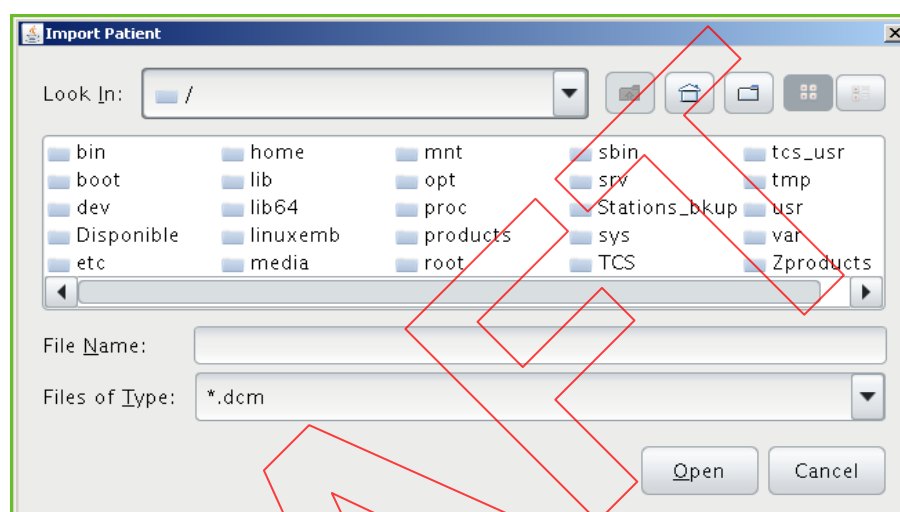 Import Patient
Look In: /
bin home mnt sbin tcs_usr
boot lib opt srv tmp
dev lib64 proc Stations_bkup usr
Disponible linuxemb products sys var
etc media root TCS Zproducts
File Name:
Files of Type: *.dcm
Open Cancel